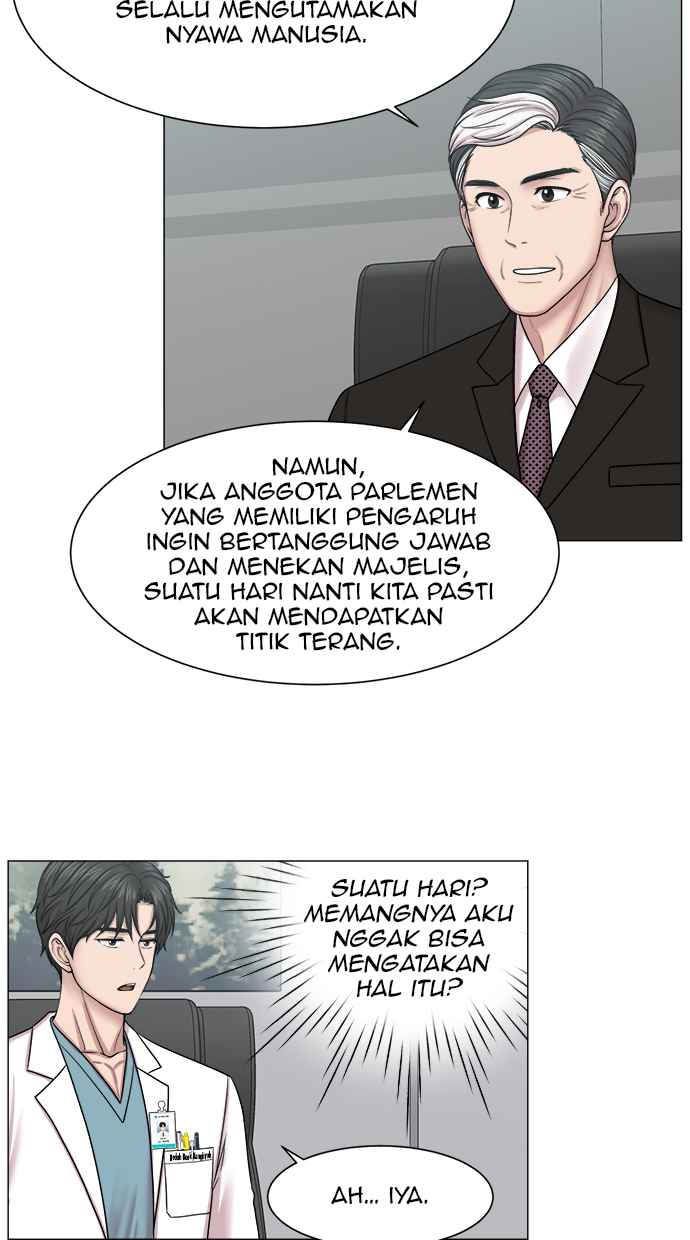 SELALU MENGUTAMAKAN
NYAWA MANUSIA.
NAMUN,
JIKA ANGGOTA PARLEMEN
YANG MEMILIKI PENGARUH
INGIN BERTANGGUNG JAWAB
DAN MENEKAN MAJELIS,
SUATU HARI NANTI KITA PASTI
AKAN MENDAPATKAN
TITIK TERANG.
SUATU HARI?
MEMANGNYA AKU
NGGAK BISA
MENGATAKAN
HAL ITU?
AH... IYA.